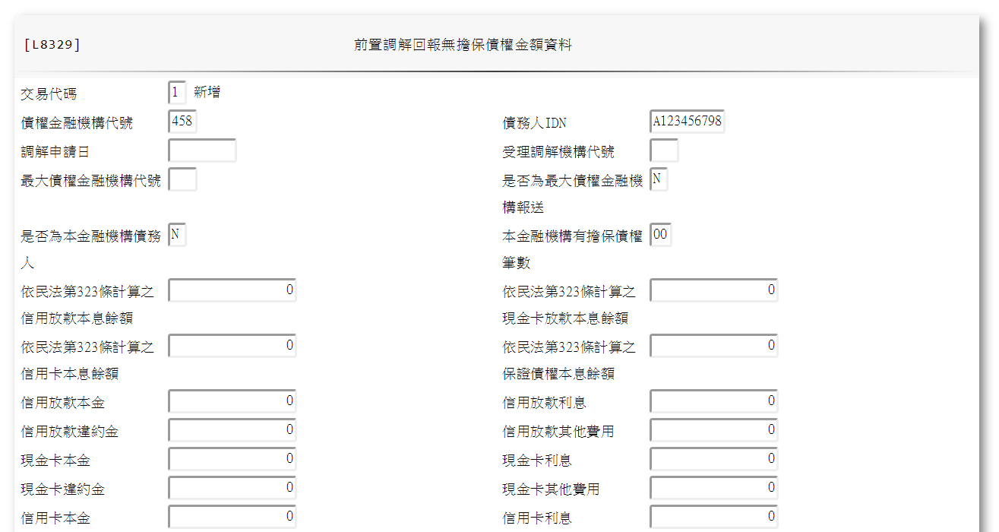 [L8329] 前置調解回報無擔保債權金額資料
交易代碼 1 新增
債權金融機構代號 458 債務人IDN A123456798
調解申請日 受理調解機構代號
最大債權金融機構代號 是否為最大債權金融機 N
構報送
是否為本金融機構債務 N 本金融機構有擔保債權 00
人 筆數
依民法第323條計算之 0 依民法第323條計算之 0
信用放款本息餘額 現金卡放款本息餘額
依民法第323條計算之 0 依民法第323條計算之 0
信用卡本息餘額 保證債權本息餘額
信用放款本金 0 信用放款利息 0
信用放款違約金 0 信用放款其他費用 0
現金卡本金 0 現金卡利息 0
現金卡違約金 0 現金卡其他費用 0
信用卡本金 0 信用卡利息 0